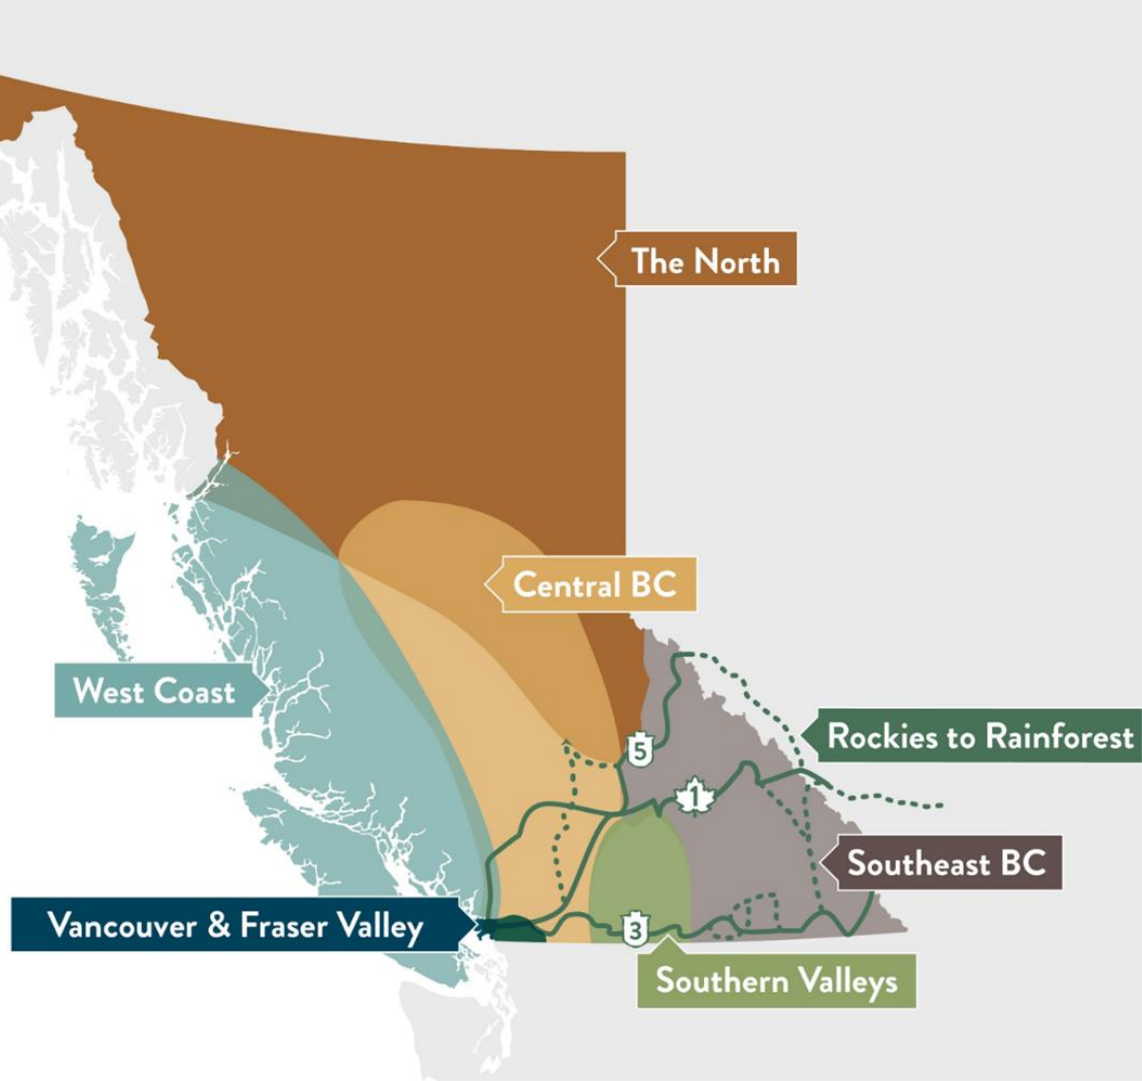 The North
Central BC
West Coast
Rockies to Rainforest
5
1
Southeast BC
Vancouver & Fraser Valley
3
Southern Valleys